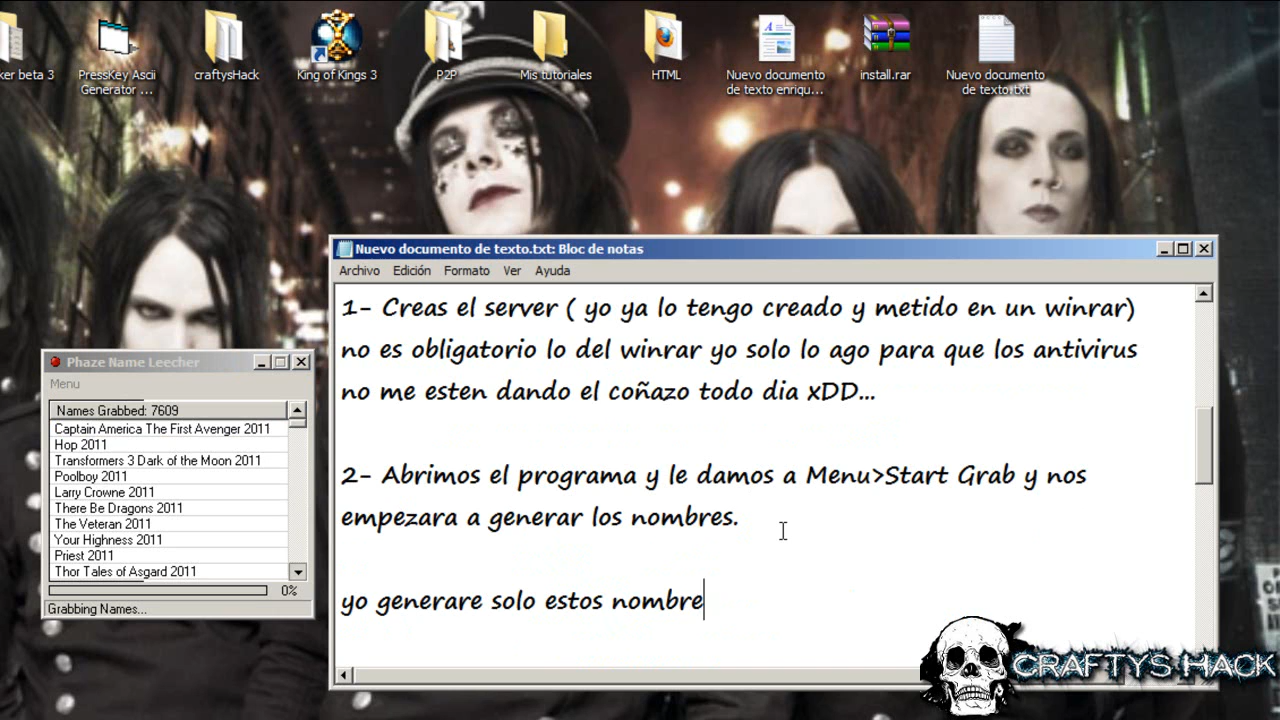 ker beta 3
PressKey Ascii
Generator ...
craftysHack
King of Kings 3
P2P
Mis tutoriales
HTML
Nuevo documento
de texto enriqu...
install.rar
Nuevo documento
de texto.txt
Nuevo documento de texto.txt: Bloc de notas
Archivo Edición Formato Ver Ayuda
1- Creas el server ( yo ya lo tengo creado y metido en un winrar)
no es obligatorio lo del winrar yo solo lo ago para que los antivirus
no me esten dando el coñazo todo dia xDD...
2- Abrimos el programa y le damos a Menu>Start Grab y nos
empezara a generar los nombres.
yo generare solo estos nombre
Phaze Name Leecher
Menu
Names Grabbed: 7609
Captain America The First Avenger 2011
Hop 2011
Transformers 3 Dark of the Moon 2011
Poolboy 2011
Larry Crowne 2011
There Be Dragons 2011
The Veteran 2011
Your Highness 2011
Priest 2011
Thor Tales of Asgard 2011
0%
Grabbing Names...
CRAFTYS HACK